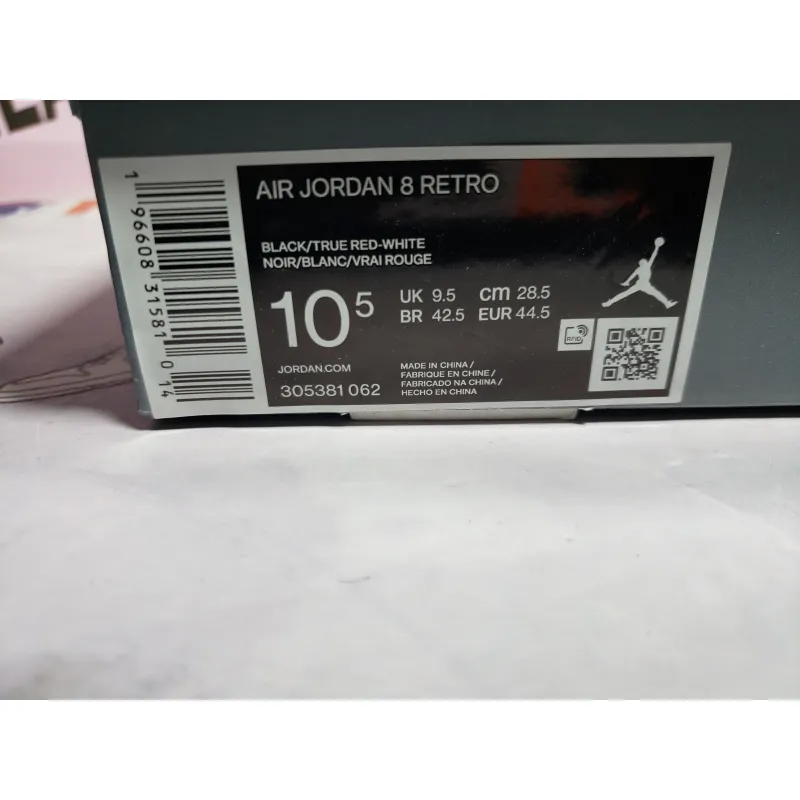 AIR JORDAN 8 RETRO
BLACK/TRUE RED-WHITE
NOIR/BLANC/VRAI ROUGE
10 5
UK 9.5 cm 28.5
BR 42.5 EUR 44.5
RFID
JORDAN.COM
305381 062
MADE IN CHINA /
FABRIQUE EN CHINE /
FABRICADO NA CHINA /
HECHO EN CHINA
1 96608 31581 0 14